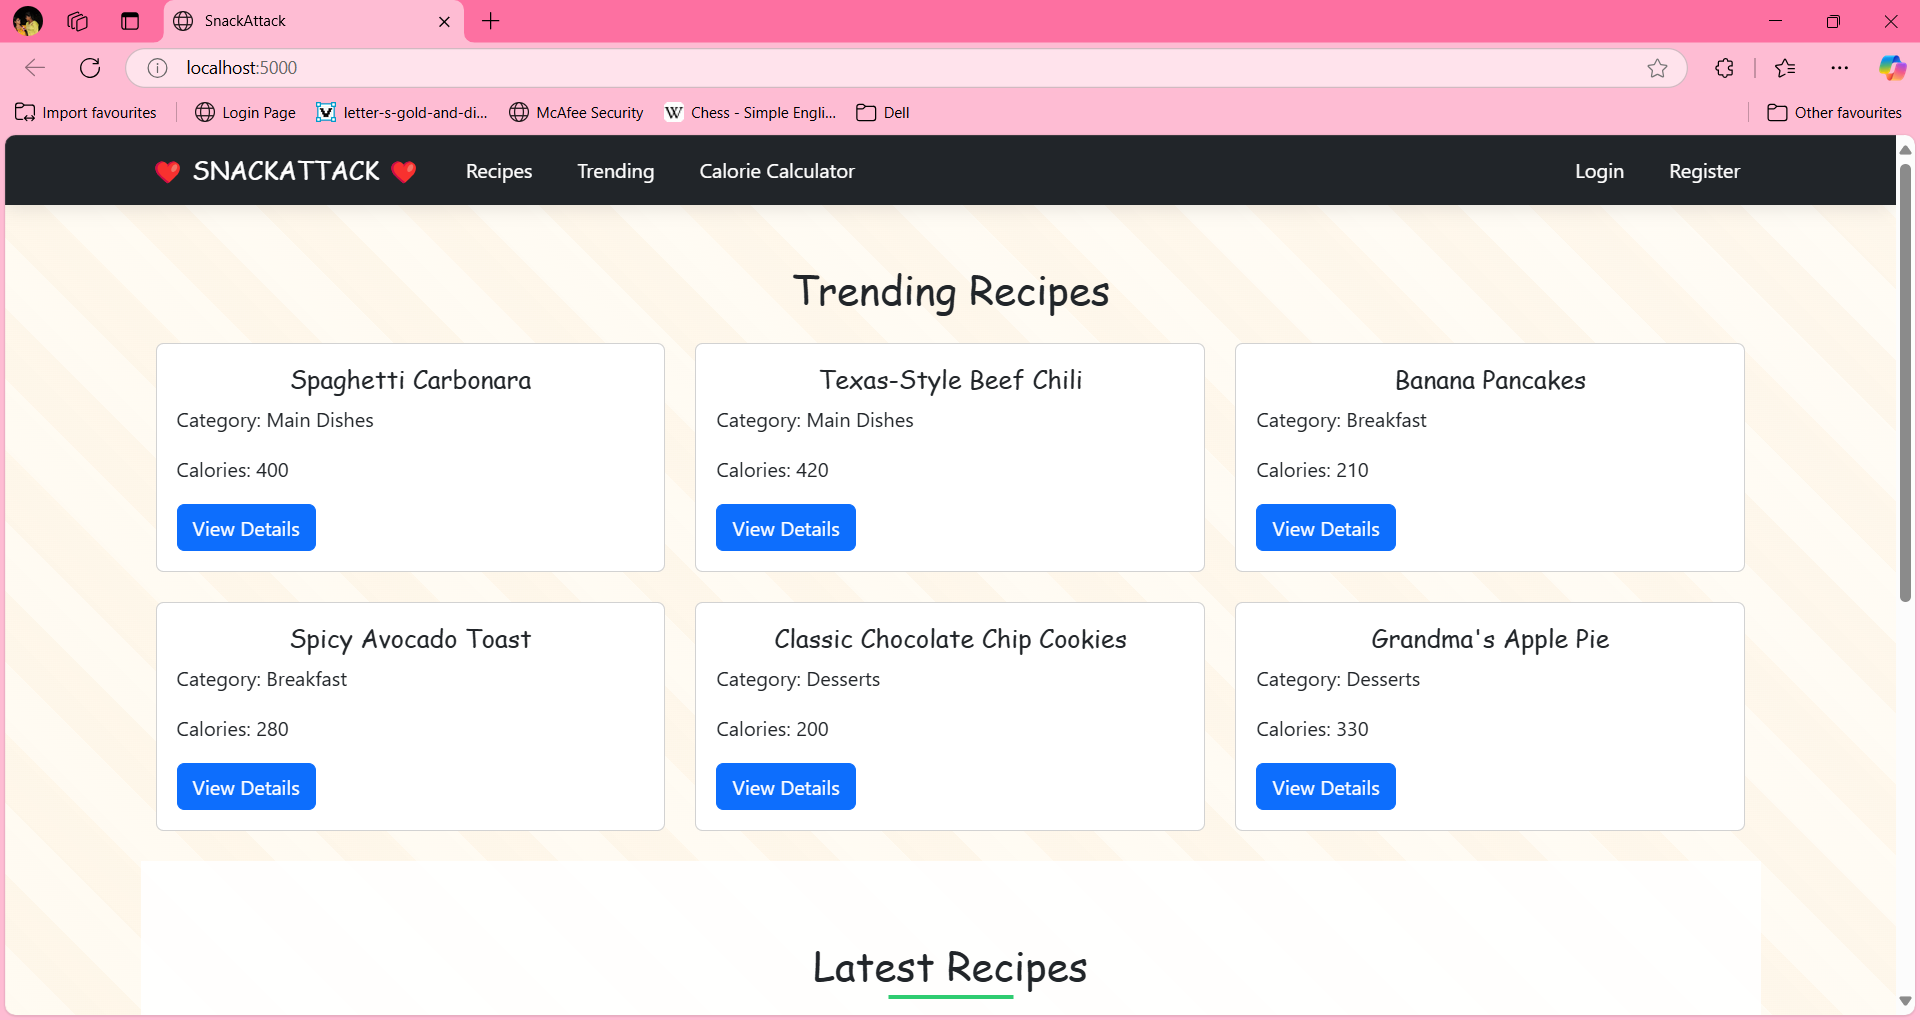 SnackAttack
localhost:5000
Import favourites Login Page letter-s-gold-and-di... McAfee Security Chess - Simple Engli... Dell Other favourites
SNACKATTACK Recipes Trending Calorie Calculator Login Register
Trending Recipes
Spaghetti Carbonara
Category: Main Dishes
Calories: 400
View Details
Texas-Style Beef Chili
Category: Main Dishes
Calories: 420
View Details
Banana Pancakes
Category: Breakfast
Calories: 210
View Details
Spicy Avocado Toast
Category: Breakfast
Calories: 280
View Details
Classic Chocolate Chip Cookies
Category: Desserts
Calories: 200
View Details
Grandma's Apple Pie
Category: Desserts
Calories: 330
View Details
Latest Recipes